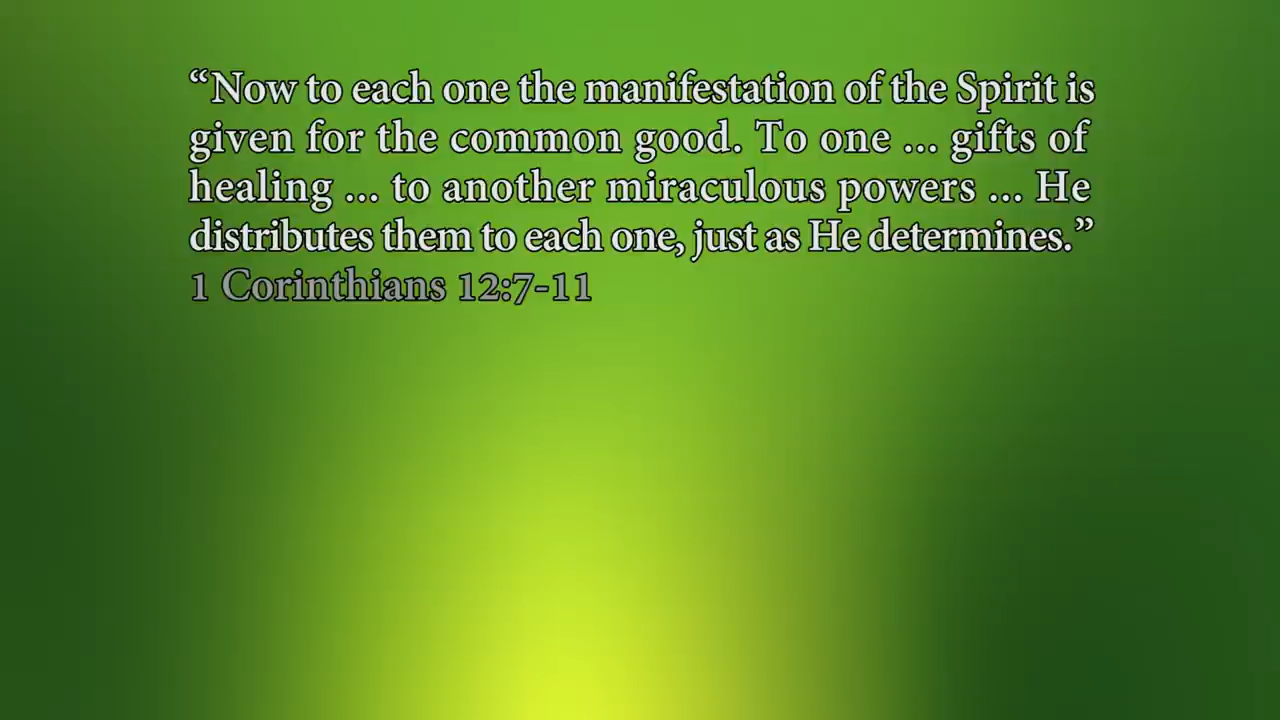 “Now to each one the manifestation of the Spirit is
given for the common good. To one ... gifts of
healing ... to another miraculous powers ... He
distributes them to each one, just as He determines.”
1 Corinthians 12:7-11